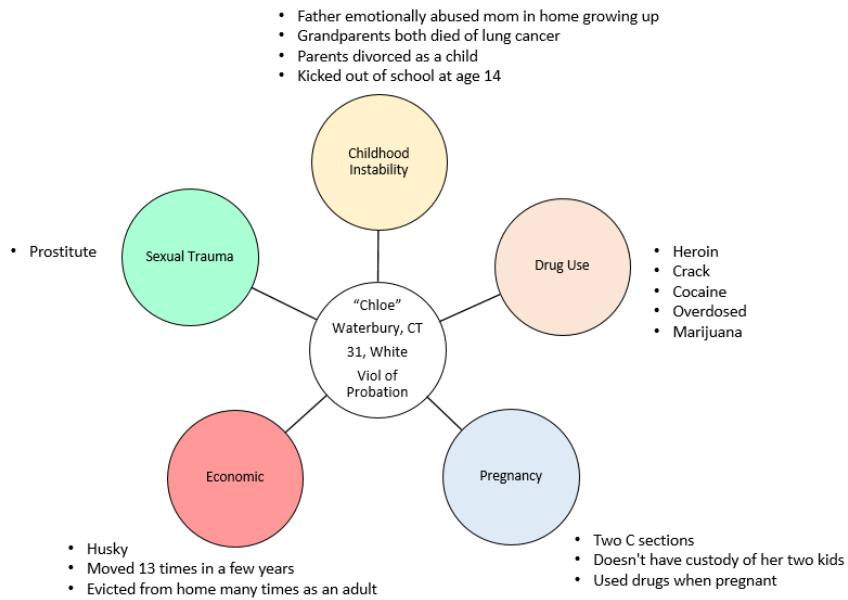 • Father emotionally abused mom in home growing up
• Grandparents both died of lung cancer
• Parents divorced as a child
• Kicked out of school at age 14
Childhood
Instability
• Prostitute
Sexual Trauma
Drug Use
• Heroin
• Crack
• Cocaine
• Overdosed
• Marijuana
“Chloe”
Waterbury, CT
31, White
Viol of
Probation
Economic
• Husky
• Moved 13 times in a few years
• Evicted from home many times as an adult
Pregnancy
• Two C sections
• Doesn't have custody of her two kids
• Used drugs when pregnant